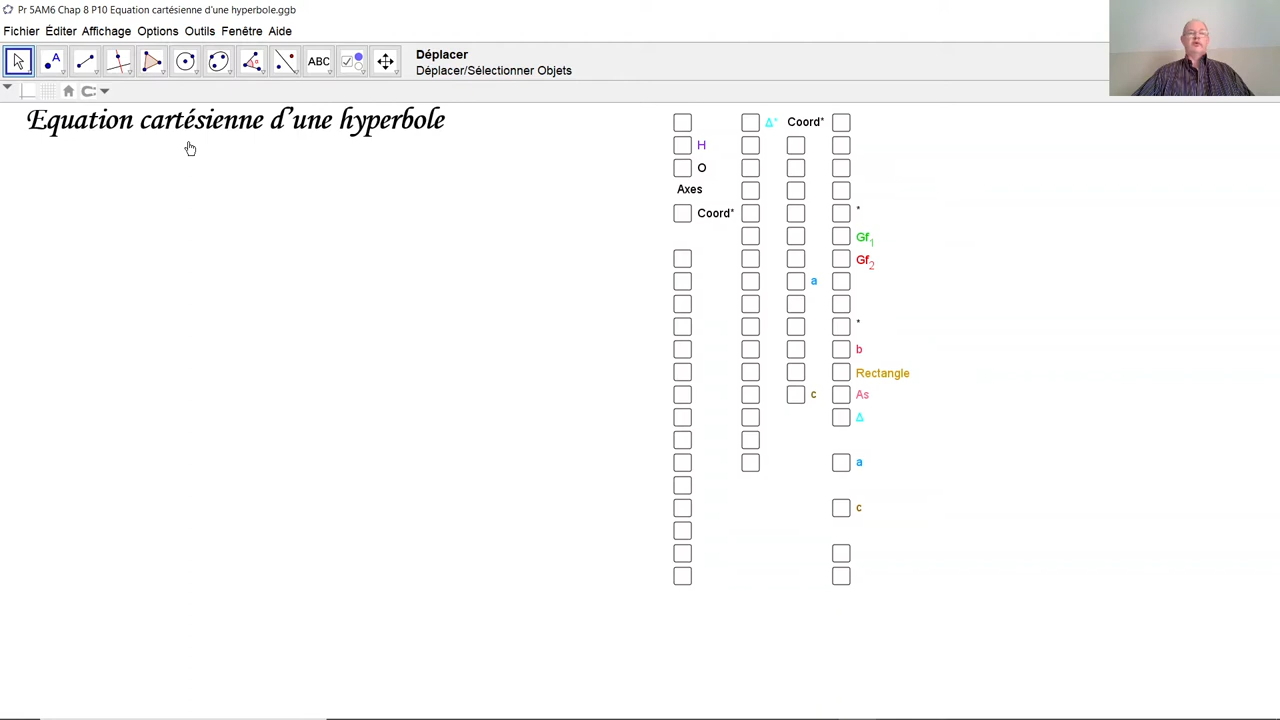 Pr 5AM6 Chap 8 P10 Equation cartésienne d'une hyperbole.ggb
Fichier Éditer Affichage Options Outils Fenêtre Aide
A
ABC
Déplacer
Déplacer/Sélectionner Objets
Equation cartésienne d'une hyperbole
Δ* Coord*
H
O
Axes
Coord* *
Gf1
Gf2
a
*
b
Rectangle
c As
Δ
a
c